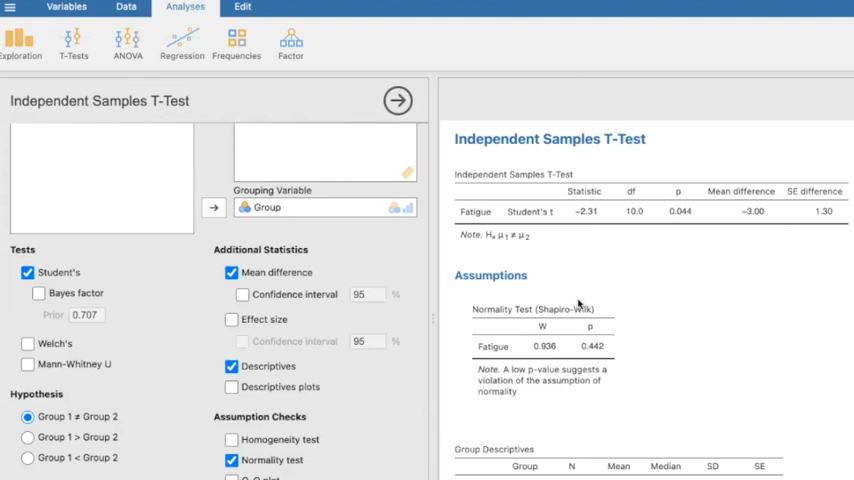 Variables Data Analyses Edit
Exploration T-Tests ANOVA Regression Frequencies Factor
Independent Samples T-Test
Grouping Variable
Group
Tests
Student's
Bayes factor
Prior 0.707
Welch's
Mann-Whitney U
Hypothesis
Group 1 ≠ Group 2
Group 1 > Group 2
Group 1 < Group 2
Additional Statistics
Mean difference
Confidence interval 95 %
Effect size
Confidence interval 95 %
Descriptives
Descriptives plots
Assumption Checks
Homogeneity test
Normality test
Q-Q plot
Independent Samples T-Test
Independent Samples T-Test
Statistic df p Mean difference SE difference
Fatigue Student's t −2.31 10.0 0.044 −3.00 1.30
Note. Hₐ μ₁ ≠ μ₂
Assumptions
Normality Test (Shapiro-Wilk)
W p
Fatigue 0.936 0.442
Note. A low p-value suggests a
violation of the assumption of
normality
Group Descriptives
Group N Mean Median SD SE